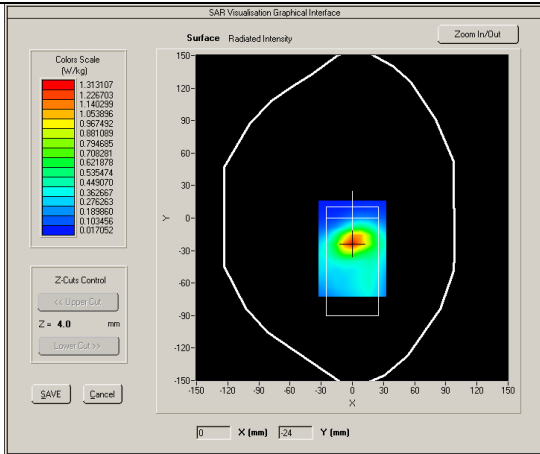 SAR Visualisation Graphical Interface
Surface Radiated Intensity
Zoom In/Out
Colors Scale
(W/kg)
1.313107
1.226703
1.140299
1.053896
0.967492
0.881089
0.794685
0.708281
0.621878
0.535474
0.449070
0.362667
0.276263
0.189860
0.103456
0.017052
Z-Cuts Control
<< Upper Cut
Z = 4.0 mm
Lower Cut >>
SAVE Cancel
150
120
90
60
30
0
-30
-60
-90
-120
-150
Y
-150 -120 -90 -60 -30 0 30 60 90 120 150
X
0 X (mm) -24 Y (mm)